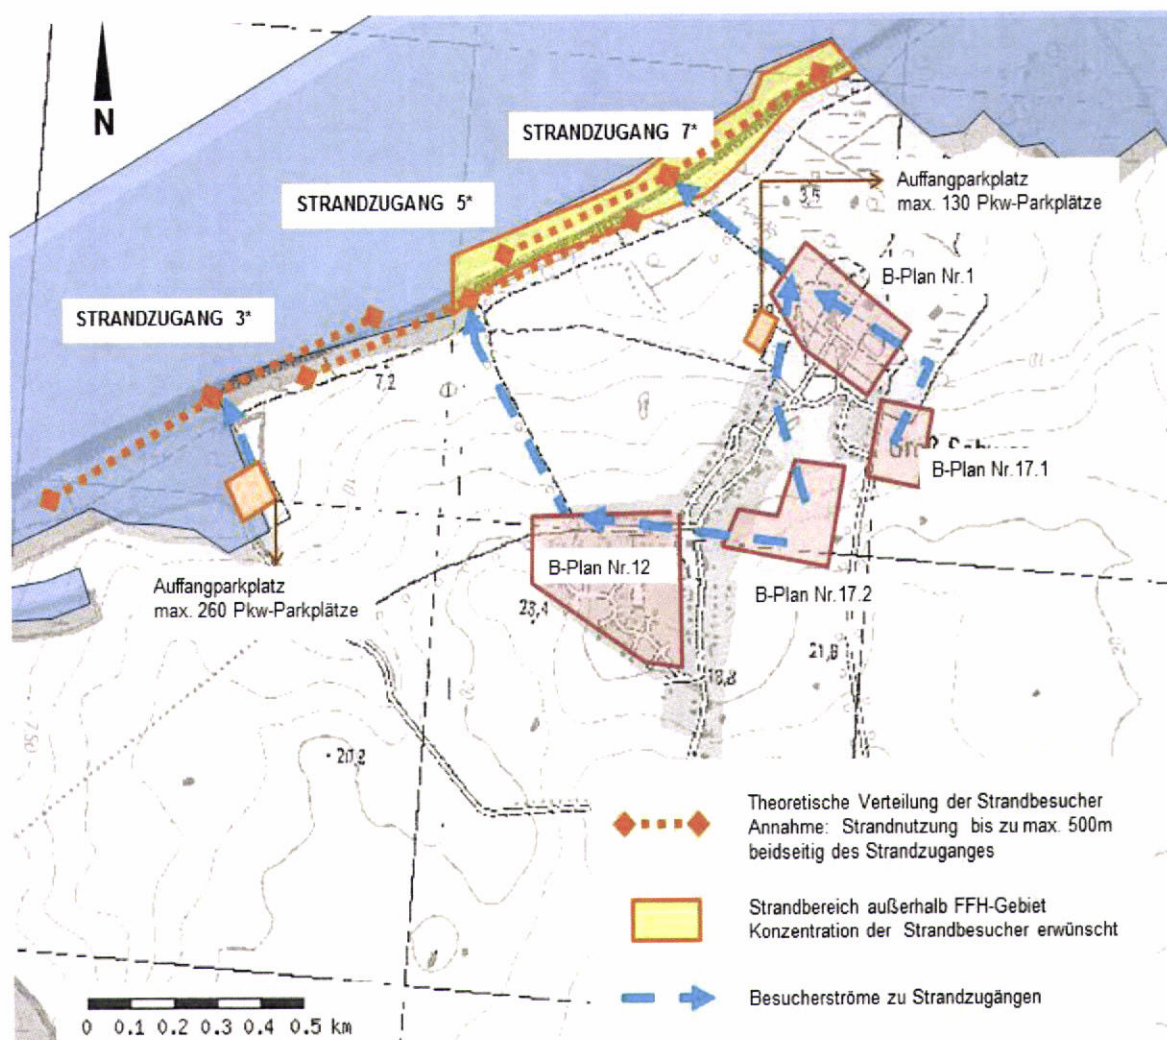 N
STRANDZUGANG 7*
STRANDZUGANG 5*
STRANDZUGANG 3*
Auffangparkplatz
max. 130 Pkw-Parkplätze
3,5
B-Plan Nr.1
7,2
B-Plan Nr.17.1
B-Plan Nr.12
B-Plan Nr.17.2
Auffangparkplatz
max. 260 Pkw-Parkplätze
23,4
21,8
18,8
20,2
Theoretische Verteilung der Strandbesucher
Annahme: Strandnutzung bis zu max. 500m
beidseitig des Strandzuganges
Strandbereich außerhalb FFH-Gebiet
Konzentration der Strandbesucher erwünscht
Besucherströme zu Strandzugängen
0 0.1 0.2 0.3 0.4 0.5 km